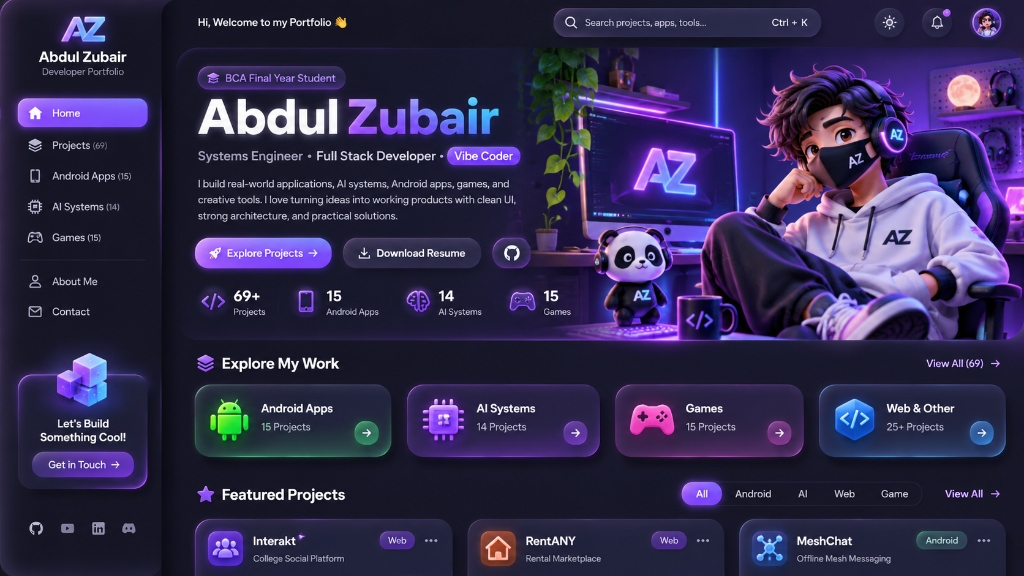 AZ
Abdul Zubair
Developer Portfolio
Home
Projects (69)
Android Apps (15)
AI Systems (14)
Games (15)
About Me
Contact
Let's Build
Something Cool!
Get in Touch →
Hi, Welcome to my Portfolio 👋
Search projects, apps, tools...
Ctrl + K
BCA Final Year Student
Abdul Zubair
Systems Engineer • Full Stack Developer • Vibe Coder
I build real-world applications, AI systems, Android apps, games, and
creative tools. I love turning ideas into working products with clean UI,
strong architecture, and practical solutions.
Explore Projects →
Download Resume
69+
Projects
15
Android Apps
14
AI Systems
15
Games
AZ
AZ
AZ
AZ
AZ
</>
Explore My Work
View All (69) →
Android Apps
15 Projects
AI Systems
14 Projects
Games
15 Projects
Web & Other
25+ Projects
Featured Projects
All
Android
AI
Web
Game
View All →
Interakt
Web
College Social Platform
RentANY
Web
Rental Marketplace
MeshChat
Android
Offline Mesh Messaging